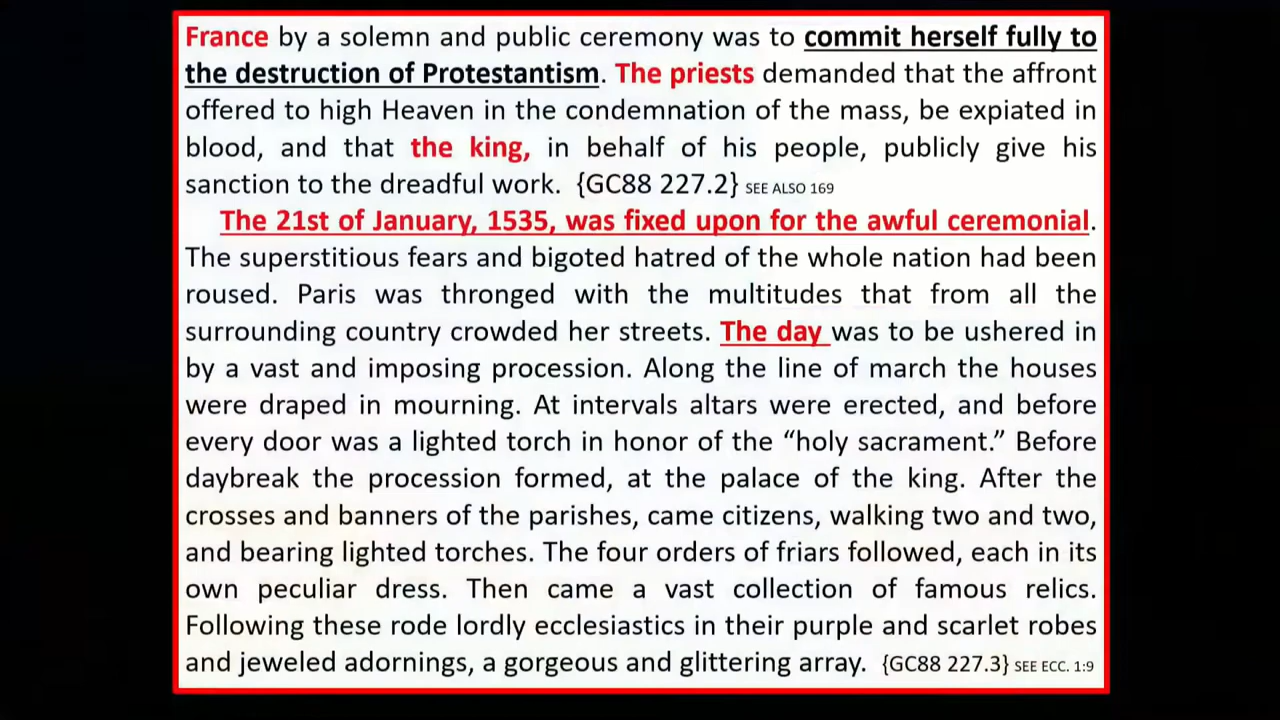 France by a solemn and public ceremony was to commit herself fully to
the destruction of Protestantism. The priests demanded that the affront
offered to high Heaven in the condemnation of the mass, be expiated in
blood, and that the king, in behalf of his people, publicly give his
sanction to the dreadful work. {GC88 227.2} SEE ALSO 169
The 21st of January, 1535, was fixed upon for the awful ceremonial.
The superstitious fears and bigoted hatred of the whole nation had been
roused. Paris was thronged with the multitudes that from all the
surrounding country crowded her streets. The day was to be ushered in
by a vast and imposing procession. Along the line of march the houses
were draped in mourning. At intervals altars were erected, and before
every door was a lighted torch in honor of the “holy sacrament.” Before
daybreak the procession formed, at the palace of the king. After the
crosses and banners of the parishes, came citizens, walking two and two,
and bearing lighted torches. The four orders of friars followed, each in its
own peculiar dress. Then came a vast collection of famous relics.
Following these rode lordly ecclesiastics in their purple and scarlet robes
and jeweled adornings, a gorgeous and glittering array. {GC88 227.3} SEE ECC. 1:9